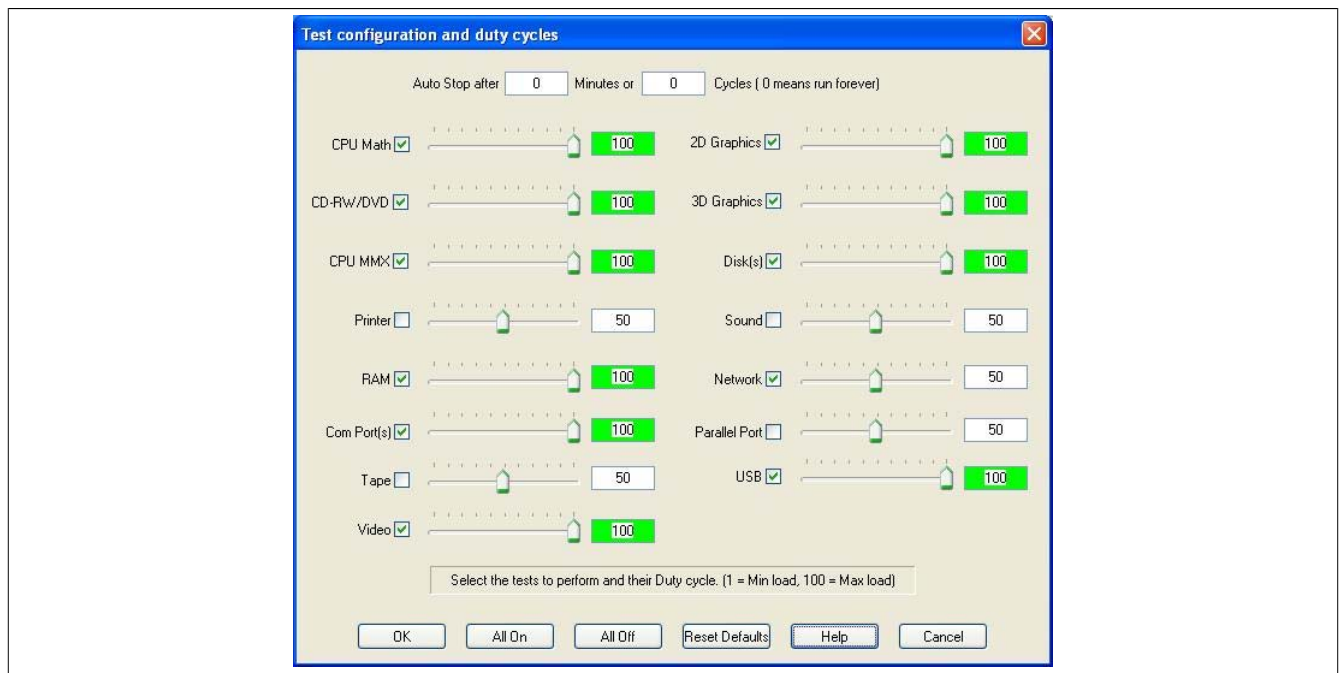 Test configuration and duty cycles
Auto Stop after 0 Minutes or 0 Cycles ( 0 means run forever)
CPU Math 100 2D Graphics 100
CD-RW/DVD 100 3D Graphics 100
CPU MMX 100 Disk(s) 100
Printer 50 Sound 50
RAM 100 Network 50
Com Port(s) 100 Parallel Port 50
Tape 50 USB 100
Video 100
Select the tests to perform and their Duty cycle. (1 = Min load, 100 = Max load)
OK All On All Off Reset Defaults Help Cancel